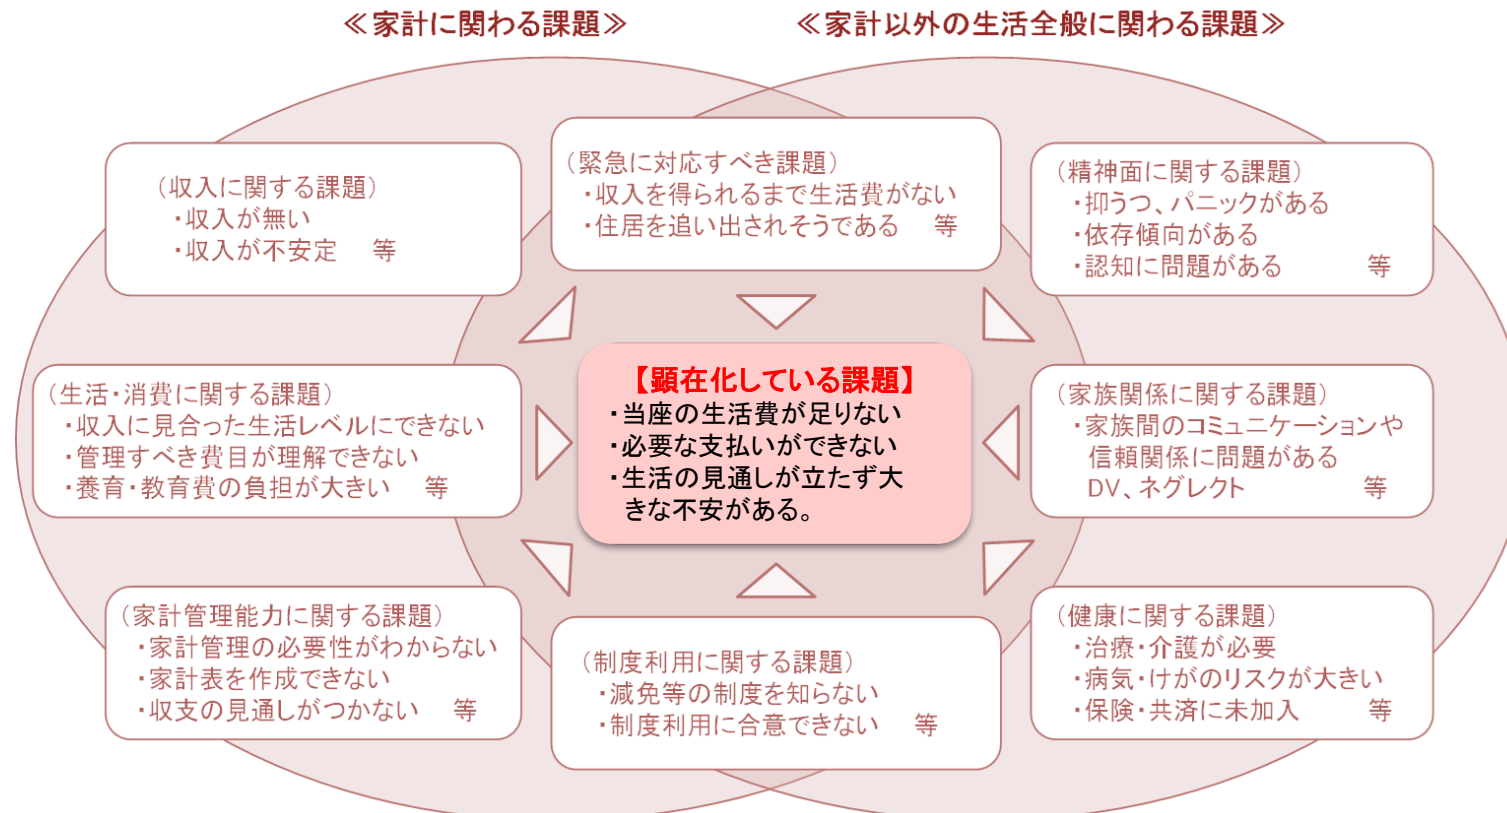 ≪家計に関わる課題≫
≪家計以外の生活全般に関わる課題≫
（収入に関する課題）
・収入が無い
・収入が不安定　等
（緊急に対応すべき課題）
・収入を得られるまで生活費がない
・住居を追い出されそうである　等
（精神面に関する課題）
・抑うつ、パニックがある
・依存傾向がある
・認知に問題がある　等
（生活・消費に関する課題）
・収入に見合った生活レベルにできない
・管理すべき費目が理解できない
・養育・教育費の負担が大きい　等
【顕在化している課題】
・当座の生活費が足りない
・必要な支払いができない
・生活の見通しが立たず大
きな不安がある。
（家族関係に関する課題）
・家族間のコミュニケーションや
信頼関係に問題がある
DV、ネグレクト　等
（家計管理能力に関する課題）
・家計管理の必要性がわからない
・家計表を作成できない
・収支の見通しがつかない　等
（制度利用に関する課題）
・減免等の制度を知らない
・制度利用に合意できない　等
（健康に関する課題）
・治療・介護が必要
・病気・けがのリスクが大きい
・保険・共済に未加入　等